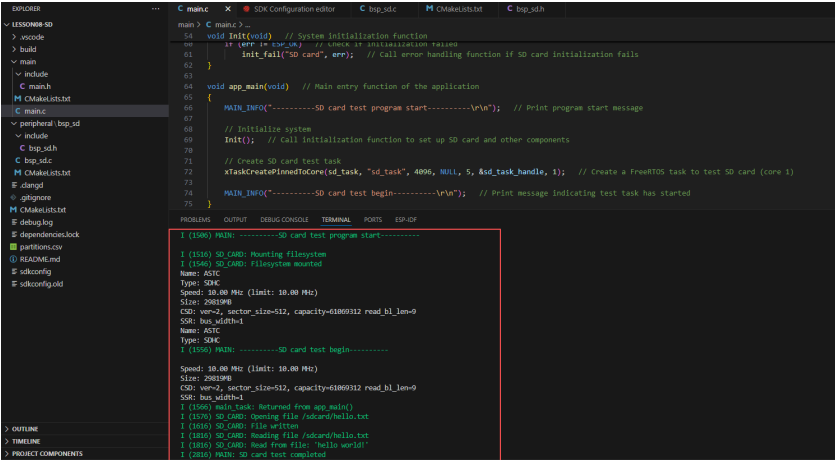 EXPLORER
···
LESSON08-SD
.vscode
build
main
include
C main.h
M CMakeLists.txt
C main.c
peripheral \ bsp_sd
include
C bsp_sd.h
C bsp_sd.c
M CMakeLists.txt
.clangd
.gitignore
M CMakeLists.txt
debug.log
dependencies.lock
partitions.csv
README.md
sdkconfig
sdkconfig.old
OUTLINE
TIMELINE
PROJECT COMPONENTS
C main.c × SDK Configuration editor C bsp_sd.c M CMakeLists.txt C bsp_sd.h
main > C main.c > ...
54 void Init(void) // System initialization function
60 if (err != ESP_OK) // Check if initialization failed
61 init_fail("SD card", err); // Call error handling function if SD card initialization fails
62 }
63
64 void app_main(void) // Main entry function of the application
65 {
66 MAIN_INFO("----------SD card test program start----------\r\n"); // Print program start message
67
68 // Initialize system
69 Init(); // Call initialization function to set up SD card and other components
70
71 // Create SD card test task
72 xTaskCreatePinnedToCore(sd_task, "sd_task", 4096, NULL, 5, &sd_task_handle, 1); // Create a FreeRTOS task to test SD card (core 1)
73
74 MAIN_INFO("----------SD card test begin----------\r\n"); // Print message indicating test task has started
75 }
PROBLEMS OUTPUT DEBUG CONSOLE TERMINAL PORTS ESP-IDF
I (1506) MAIN: ----------SD card test program start----------
I (1516) SD_CARD: Mounting filesystem
I (1546) SD_CARD: Filesystem mounted
Name: ASTC
Type: SDHC
Speed: 10.00 MHz (limit: 10.00 MHz)
Size: 29819MB
CSD: ver=2, sector_size=512, capacity=61069312 read_bl_len=9
SSR: bus_width=1
Name: ASTC
Type: SDHC
I (1556) MAIN: ----------SD card test begin----------
Speed: 10.00 MHz (limit: 10.00 MHz)
Size: 29819MB
CSD: ver=2, sector_size=512, capacity=61069312 read_bl_len=9
SSR: bus_width=1
I (1566) main_task: Returned from app_main()
I (1576) SD_CARD: Opening file /sdcard/hello.txt
I (1616) SD_CARD: File written
I (1816) SD_CARD: Reading file /sdcard/hello.txt
I (1816) SD_CARD: Read from file: 'hello world!'
I (2816) MAIN: SD card test completed